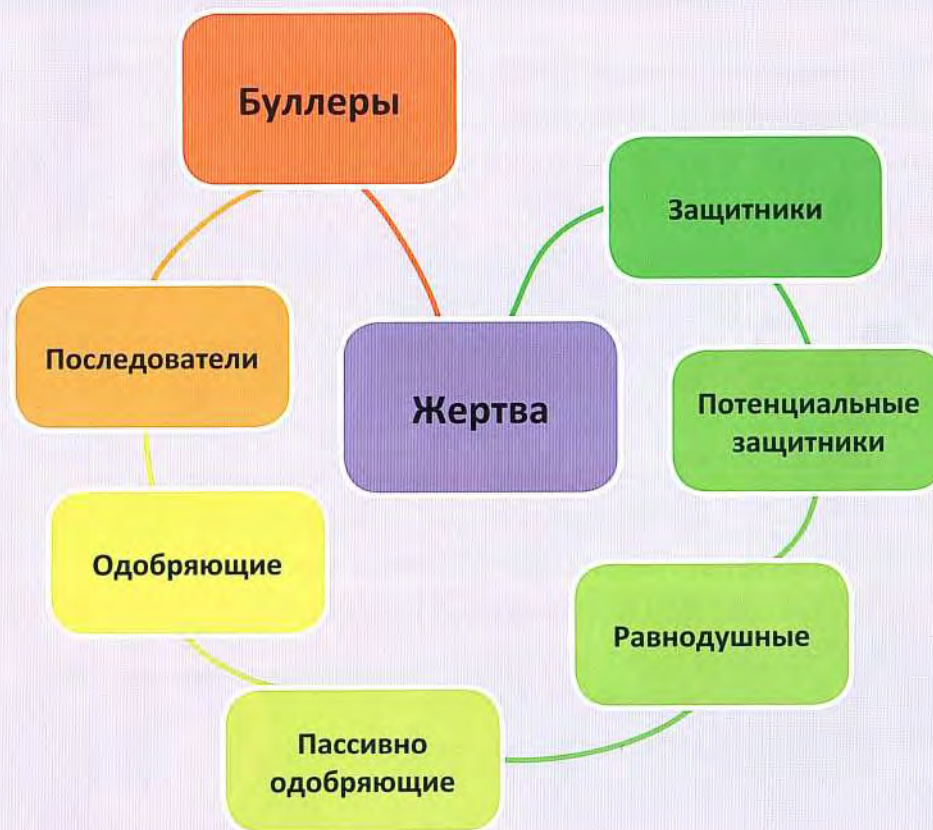 Буллеры
Защитники
Последователи
Жертва
Потенциальные
защитники
Одобряющие
Равнодушные
Пассивно
одобряющие